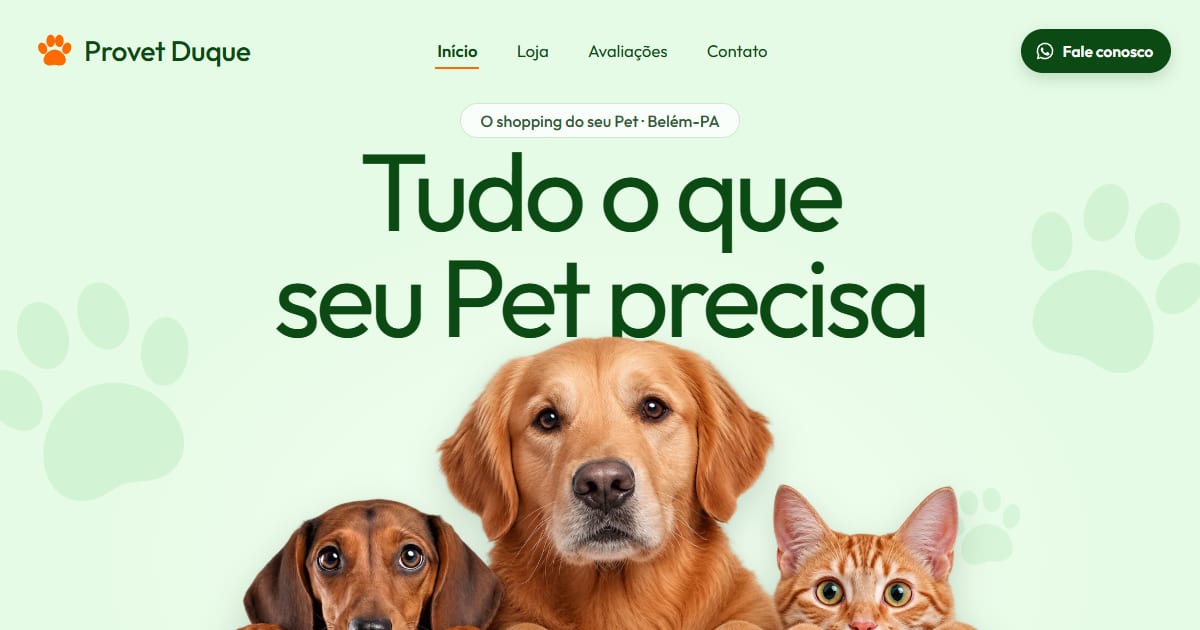 Provet Duque
Início
Loja
Avaliações
Contato
Fale conosco
O shopping do seu Pet · Belém-PA
Tudo o que
seu Pet precisa